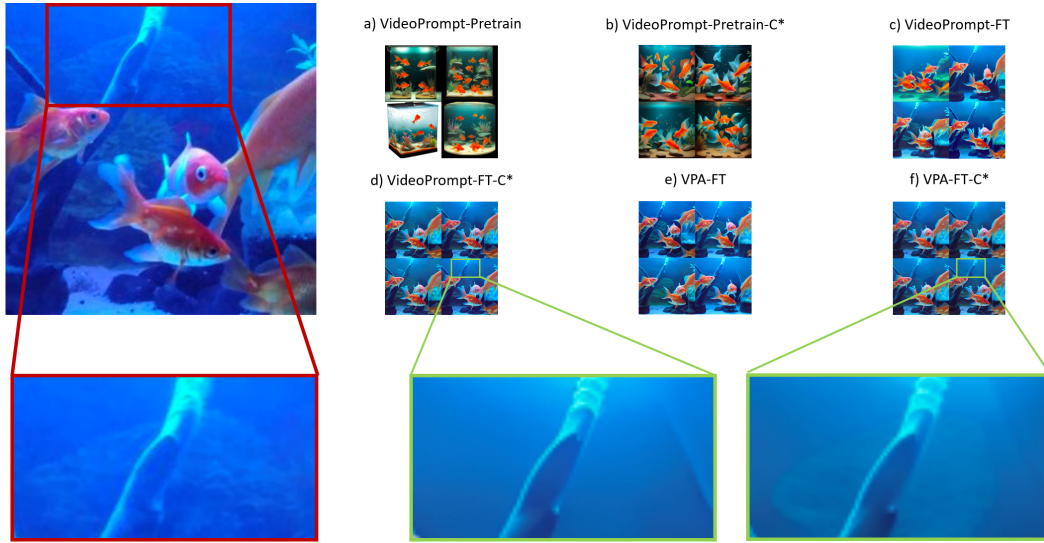 a) VideoPrompt-Pretrain
b) VideoPrompt-Pretrain-C*
c) VideoPrompt-FT
d) VideoPrompt-FT-C*
e) VPA-FT
f) VPA-FT-C*